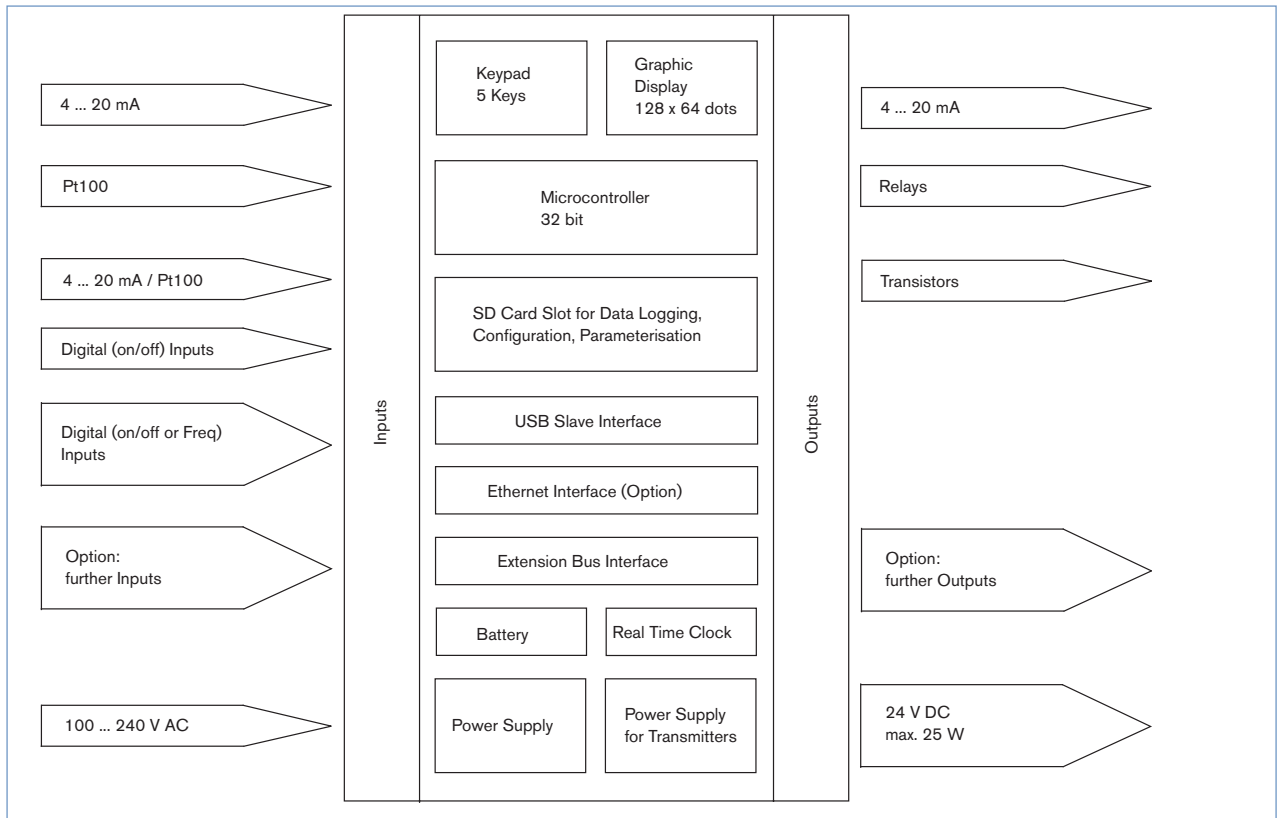 4 ... 20 mA
Pt100
4 ... 20 mA / Pt100
Digital (on/off) Inputs
Digital (on/off or Freq)
Inputs
Option:
further Inputs
100 ... 240 V AC
Inputs
Keypad
5 Keys
Graphic
Display
128 x 64 dots
Microcontroller
32 bit
SD Card Slot for Data Logging,
Configuration, Parameterisation
USB Slave Interface
Ethernet Interface (Option)
Extension Bus Interface
Battery
Real Time Clock
Power Supply
Power Supply
for Transmitters
Outputs
4 ... 20 mA
Relays
Transistors
Option:
further Outputs
24 V DC
max. 25 W